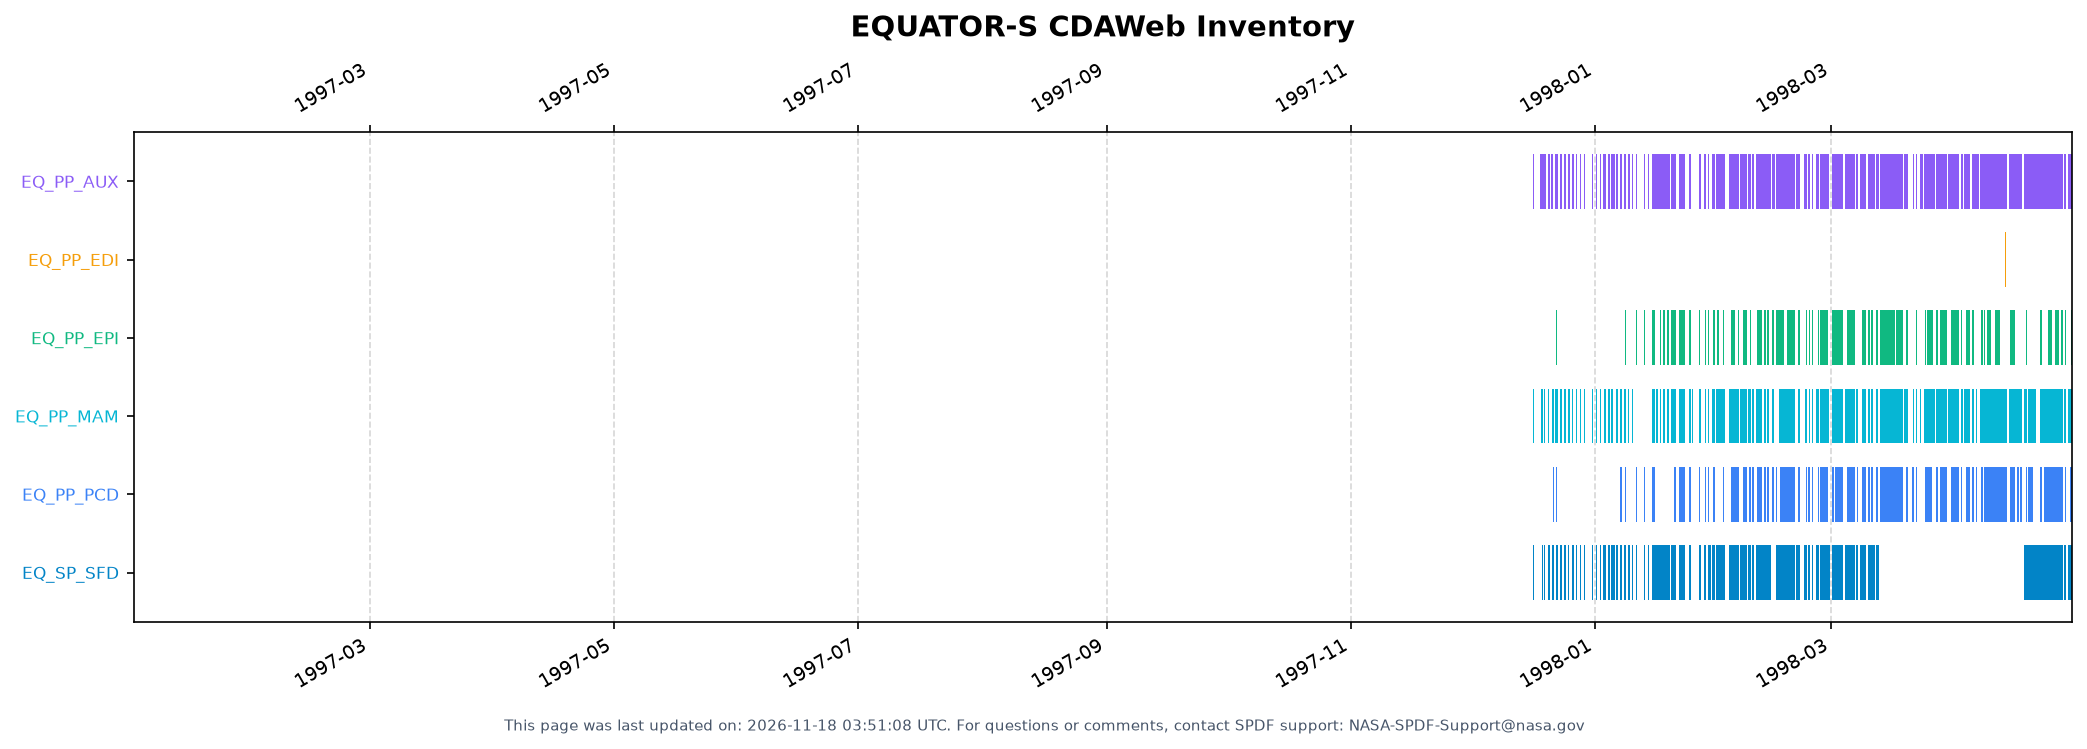 EQUATOR-S CDAWeb Inventory
1997-03 1997-05 1997-07 1997-09 1997-11 1998-01 1998-03
EQ_PP_AUX
EQ_PP_EDI
EQ_PP_EPI
EQ_PP_MAM
EQ_PP_PCD
EQ_SP_SFD
1997-03 1997-05 1997-07 1997-09 1997-11 1998-01 1998-03
This page was last updated on: 2026-11-18 03:51:08 UTC. For questions or comments, contact SPDF support: NASA-SPDF-Support@nasa.gov